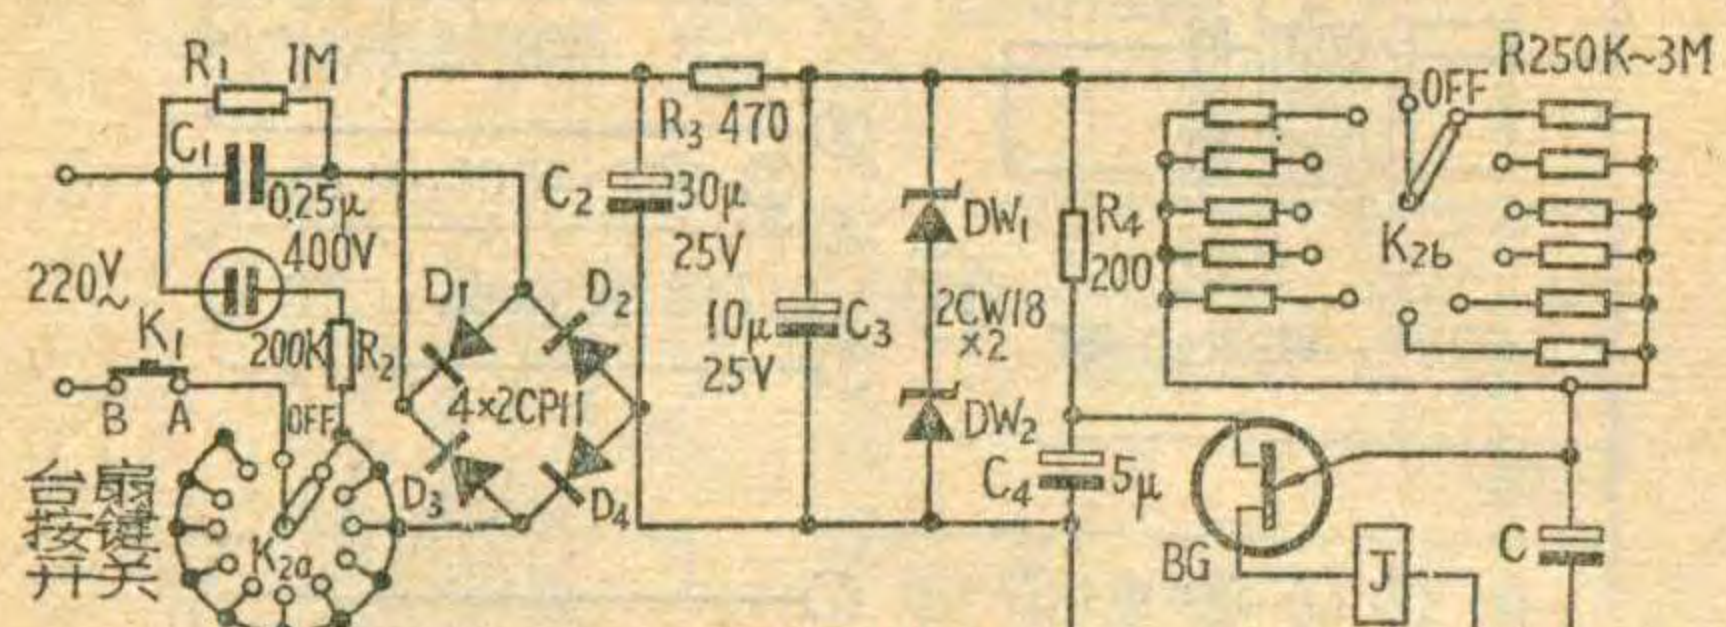 R1 1M
C1
0.25μ
400V
220V~
K1
B A
200K R2
OFF
台扇
按键
开关
K2a
D1 D2
4×2CP11
D3 D4
C2 30μ
25V
R3 470
10μ C3
25V
DW1
2CW18
×2
DW2
R4
200
C4 5μ
OFF
R250K~3M
K2b
BG
J
C